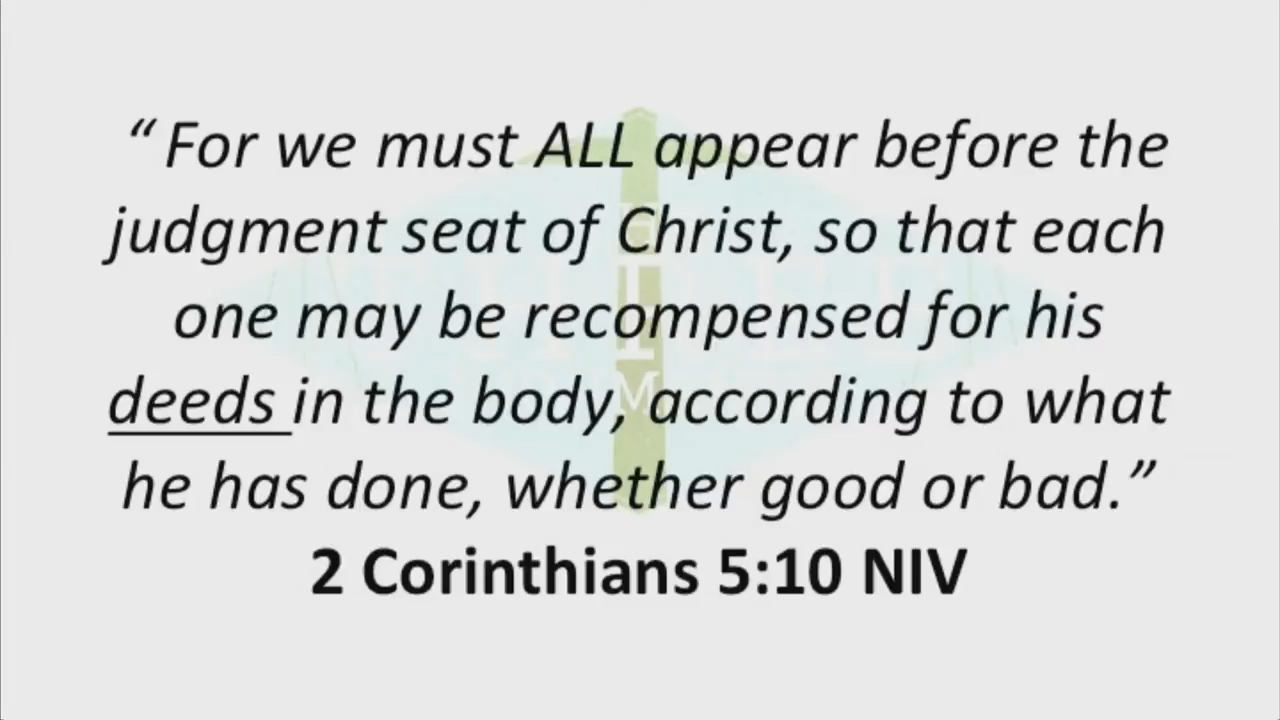 “ For we must ALL appear before the
judgment seat of Christ, so that each
one may be recompensed for his
deeds in the body, according to what
he has done, whether good or bad.”
2 Corinthians 5:10 NIV